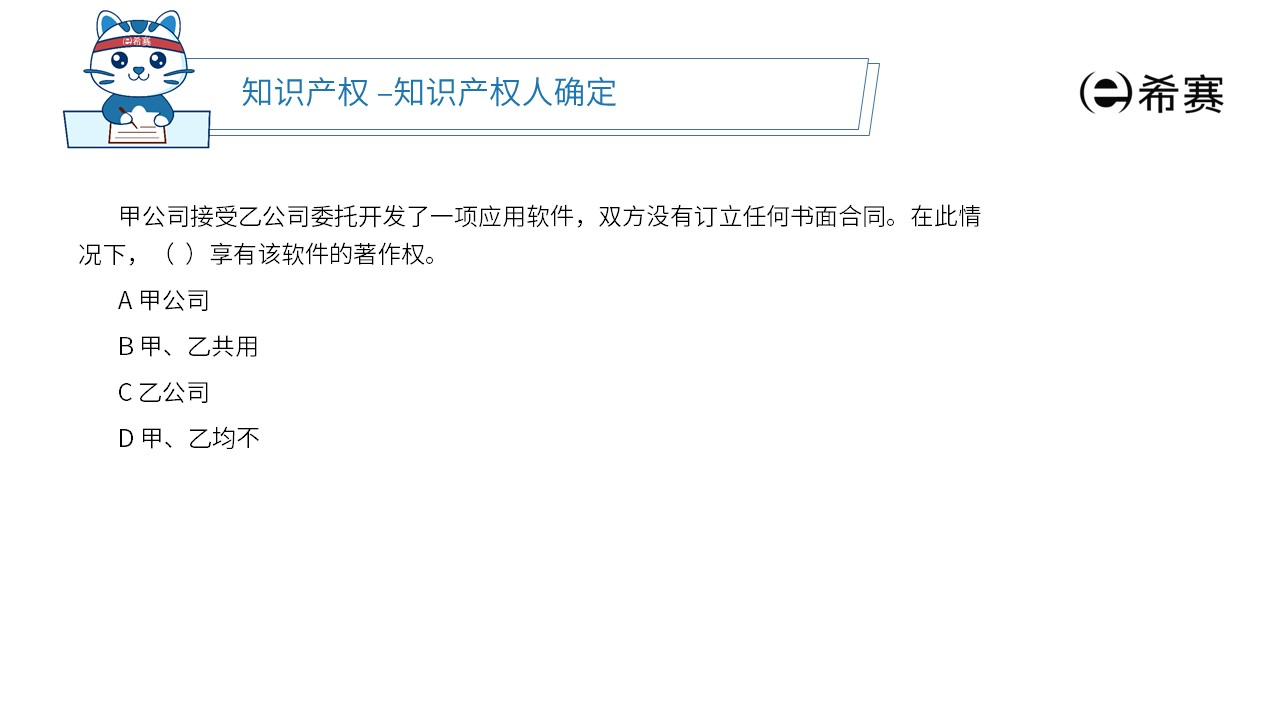 知识产权 –知识产权人确定
希赛
希赛
甲公司接受乙公司委托开发了一项应用软件，双方没有订立任何书面合同。在此情
况下，（ ）享有该软件的著作权。
A 甲公司
B 甲、乙共用
C 乙公司
D 甲、乙均不